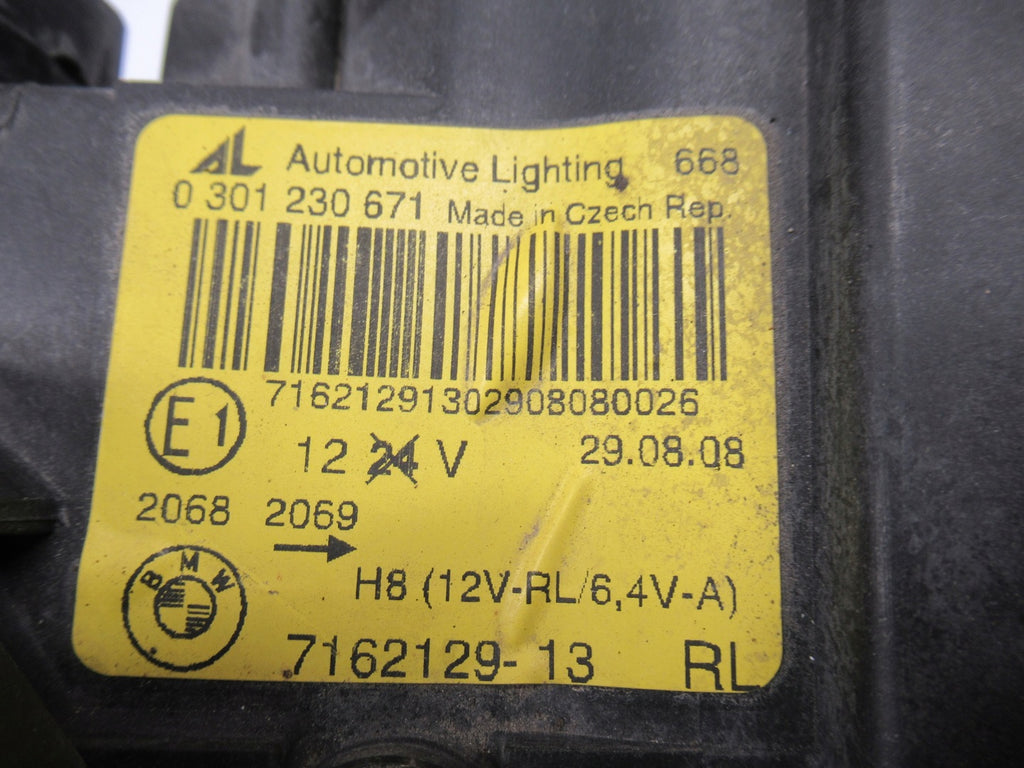 AL Automotive Lighting 668
0 301 230 671 Made in Czech Rep.
71621291302908080026
E1
12 24 V 29.08.08
2068 2069
BMW
H8 (12V-RL/6,4V-A)
7162129-13 RL